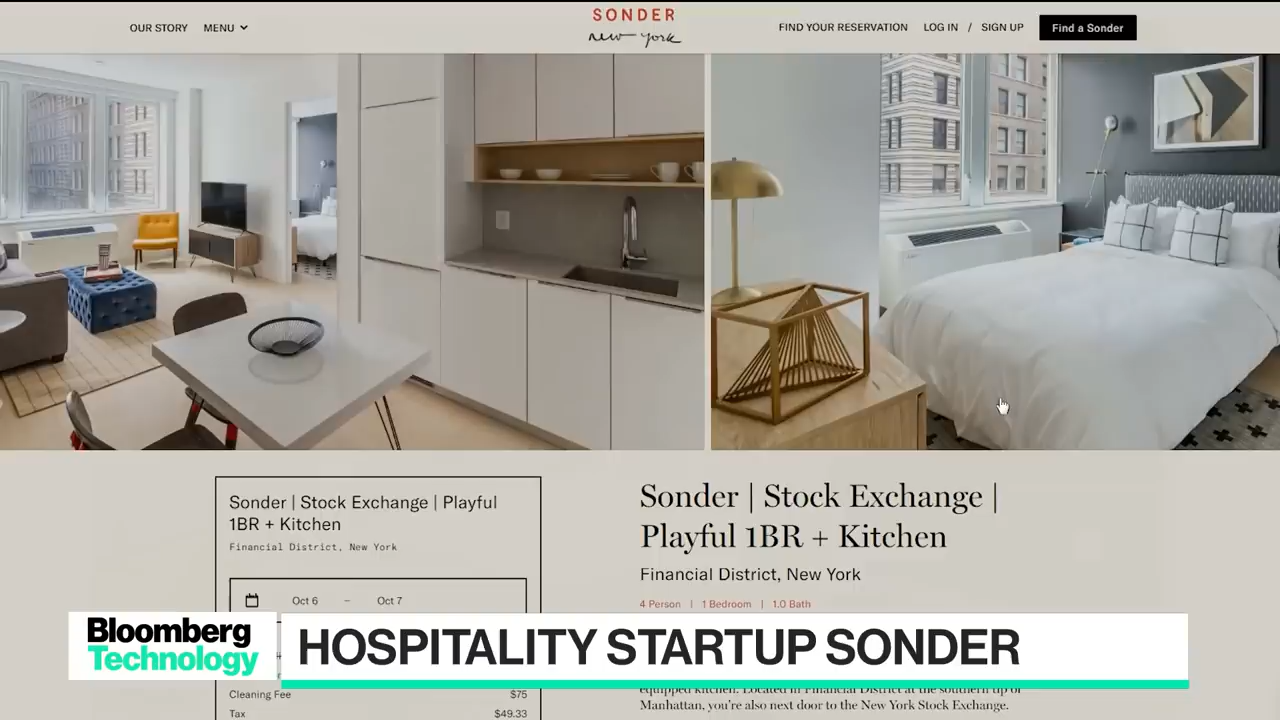 OUR STORY
MENU
SONDER
new york
FIND YOUR RESERVATION
LOG IN / SIGN UP
Find a Sonder
Sonder | Stock Exchange | Playful
1BR + Kitchen
Financial District, New York
Oct 6 – Oct 7
Cleaning Fee $75
Tax $49.33
Sonder | Stock Exchange |
Playful 1BR + Kitchen
Financial District, New York
4 Person | 1 Bedroom | 1.0 Bath
equipped kitchen. Located in Financial District at the southern tip of
Manhattan, you're also next door to the New York Stock Exchange.
Bloomberg
Technology
HOSPITALITY STARTUP SONDER